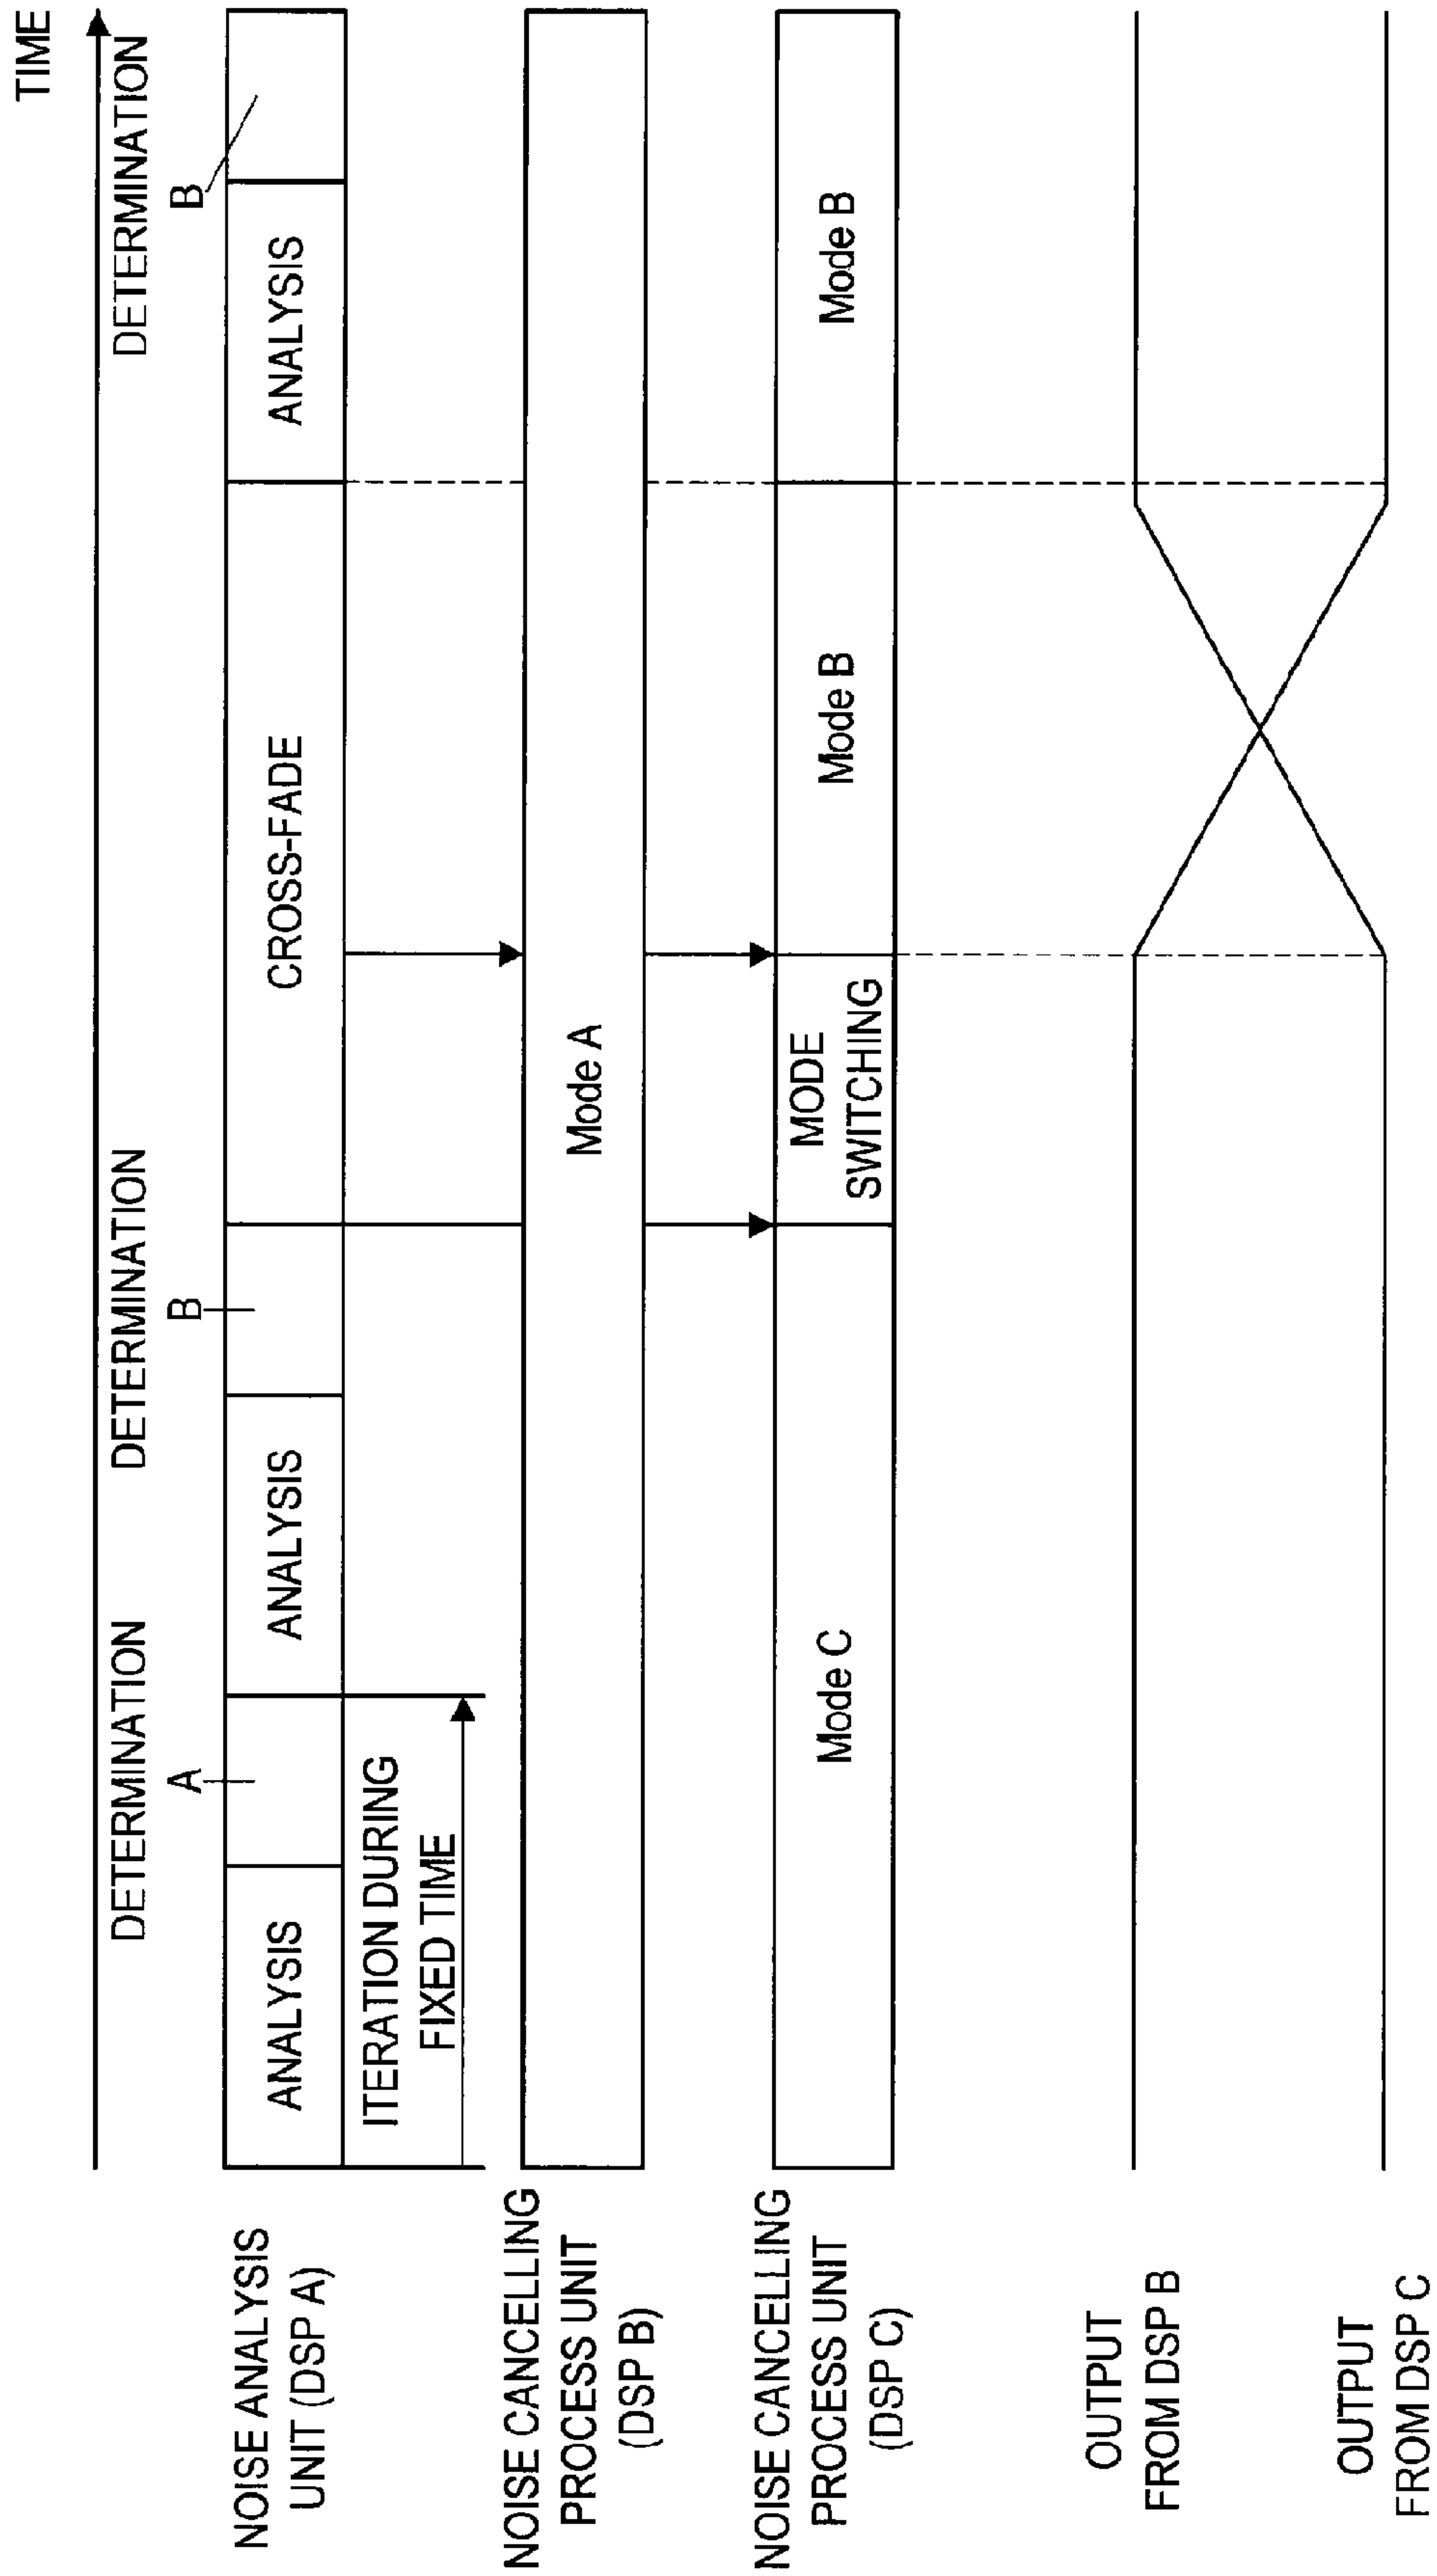 TIME
DETERMINATION
DETERMINATION
DETERMINATION
A
B
B
NOISE ANALYSIS
UNIT (DSP A)
ANALYSIS
ANALYSIS
CROSS-FADE
ANALYSIS
ITERATION DURING
FIXED TIME
NOISE CANCELLING
PROCESS UNIT
(DSP B)
Mode A
NOISE CANCELLING
PROCESS UNIT
(DSP C)
Mode C
MODE
SWITCHING
Mode B
Mode B
OUTPUT
FROM DSP B
OUTPUT
FROM DSP C